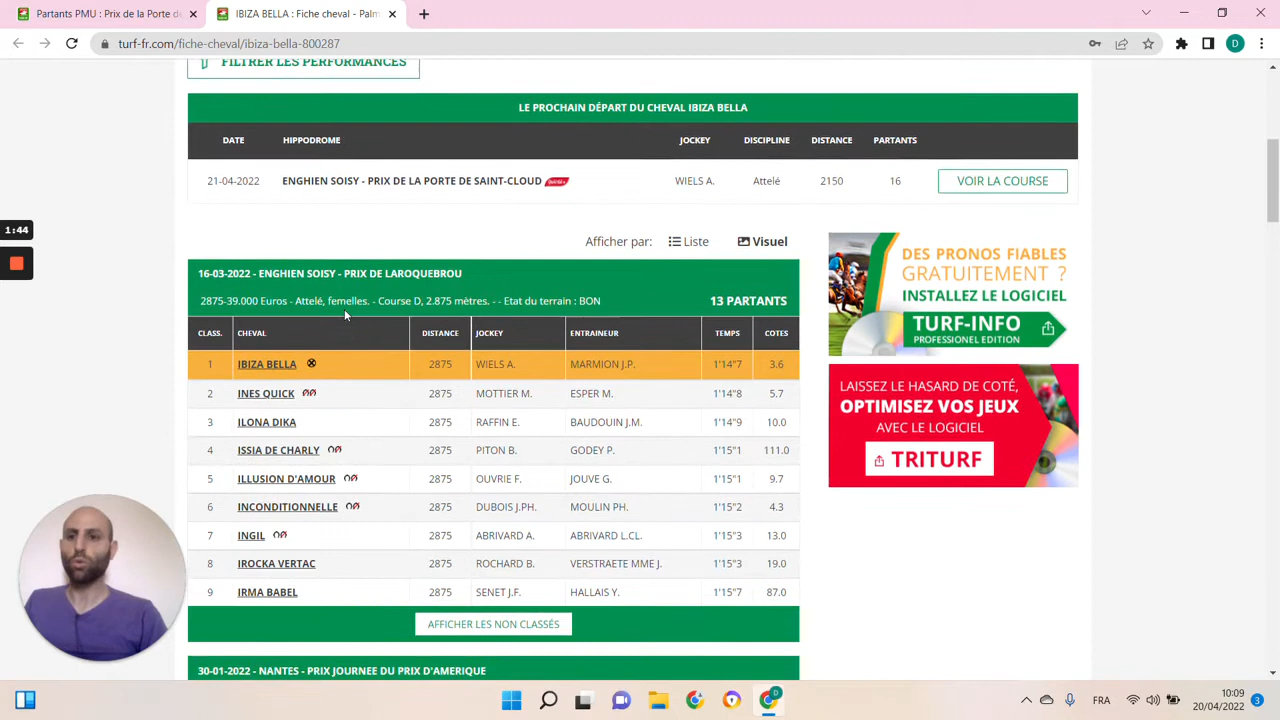 Partants PMU : Prix de la Porte de
IBIZA BELLA : Fiche cheval - Palm
turf-fr.com/fiche-cheval/ibiza-bella-800287
D
FILTRER LES PERFORMANCES
LE PROCHAIN DÉPART DU CHEVAL IBIZA BELLA
DATE HIPPODROME JOCKEY DISCIPLINE DISTANCE PARTANTS
21-04-2022 ENGHIEN SOISY - PRIX DE LA PORTE DE SAINT-CLOUD WIELS A. Attelé 2150 16 VOIR LA COURSE
1:44
Afficher par: Liste Visuel
16-03-2022 - ENGHIEN SOISY - PRIX DE LAROQUEBROU
2875-39.000 Euros - Attelé, femelles. - Course D, 2.875 mètres. - - Etat du terrain : BON 13 PARTANTS
CLASS. CHEVAL DISTANCE JOCKEY ENTRAINEUR TEMPS COTES
1 IBIZA BELLA 2875 WIELS A. MARMION J.P. 1'14"7 3.6
2 INES QUICK 2875 MOTTIER M. ESPER M. 1'14"8 5.7
3 ILONA DIKA 2875 RAFFIN E. BAUDOUIN J.M. 1'14"9 10.0
4 ISSIA DE CHARLY 2875 PITON B. GODEY P. 1'15"1 111.0
5 ILLUSION D'AMOUR 2875 OUVRIE F. JOUVE G. 1'15"1 9.7
6 INCONDITIONNELLE 2875 DUBOIS J.PH. MOULIN PH. 1'15"2 4.3
7 INGIL 2875 ABRIVARD A. ABRIVARD L.CL. 1'15"3 13.0
8 IROCKA VERTAC 2875 ROCHARD B. VERSTRAETE MME J. 1'15"3 19.0
9 IRMA BABEL 2875 SENET J.F. HALLAIS Y. 1'15"7 87.0
AFFICHER LES NON CLASSÉS
30-01-2022 - NANTES - PRIX JOURNEE DU PRIX D'AMERIQUE
DES PRONOS FIABLES
GRATUITEMENT ?
INSTALLEZ LE LOGICIEL
TURF-INFO
PROFESSIONEL EDITION
LAISSEZ LE HASARD DE COTÉ,
OPTIMISEZ VOS JEUX
AVEC LE LOGICIEL
TRITURF
D
FRA
10:09
20/04/2022
3